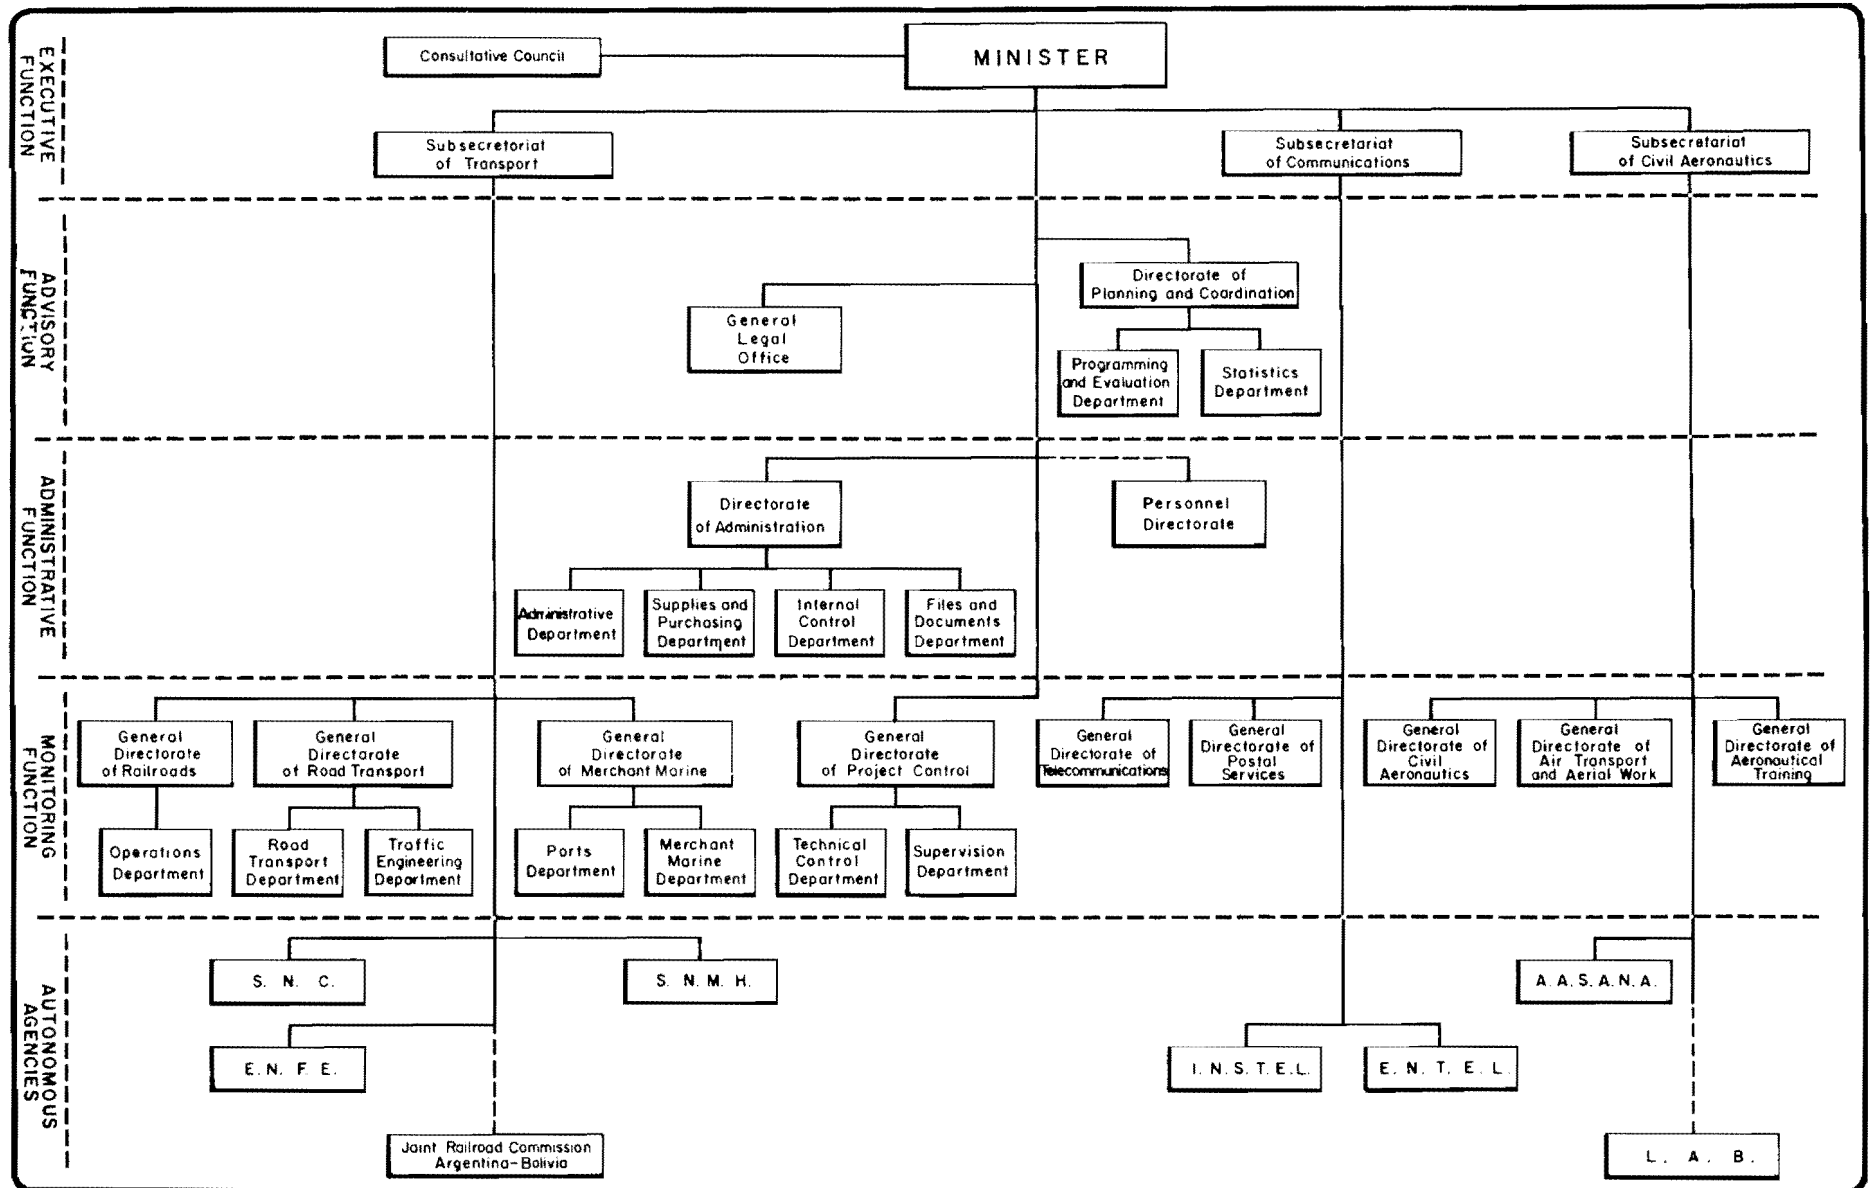 EXECUTIVE
FUNCTION
Consultative Council
MINISTER
Subsecretariat
of Transport
Subsecretariat
of Communications
Subsecretariat
of Civil Aeronautics
ADVISORY
FUNCTION
General
Legal
Office
Directorate of
Planning and Coordination
Programming
and Evaluation
Department
Statistics
Department
ADMINISTRATIVE
FUNCTION
Directorate
of Administration
Personnel
Directorate
Administrative
Department
Supplies and
Purchasing
Department
Internal
Control
Department
Files and
Documents
Department
MONITORING
FUNCTION
General
Directorate
of Railroads
General
Directorate
of Road Transport
General
Directorate
of Merchant Marine
General
Directorate
of Project Control
General
Directorate of
Telecommunications
General
Directorate of
Postal
Services
General
Directorate of
Civil
Aeronautics
General
Directorate of
Air Transport
and Aerial Work
General
Directorate of
Aeronautical
Training
Operations
Department
Road
Transport
Department
Traffic
Engineering
Department
Ports
Department
Merchant
Marine
Department
Technical
Control
Department
Supervision
Department
AUTONOMOUS
AGENCIES
S. N. C.
S. N. M. H.
A. A. S. A. N. A.
E. N. F. E.
I. N. S. T. E. L.
E. N. T. E. L.
Joint Railroad Commission
Argentina-Bolivia
L. A. B.